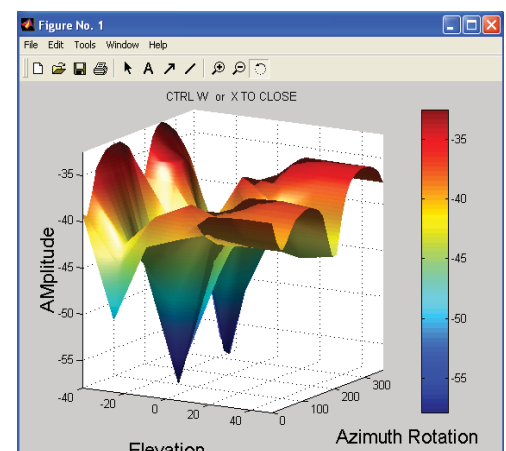 Figure No. 1
File Edit Tools Window Help
A
CTRL W or X TO CLOSE
AMplitude
-35
-40
-45
-50
-55
-40
-20
0
20
40
0
100
200
300
Elevation
Azimuth Rotation
-35
-40
-45
-50
-55